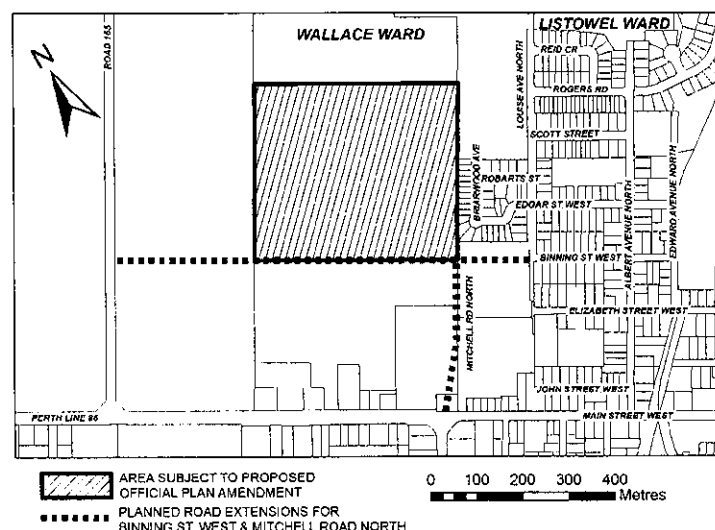 WALLACE WARD
LISTOWEL WARD
N
ROAD 165
LOUISE AVE NORTH
REID CR
ROGERS RD
SCOTT STREET
BRIARWOOD AVE
ROBARTS ST
EDGAR ST WEST
ALBERT AVENUE NORTH
EDWARD AVENUE NORTH
BINNING ST WEST
MITCHELL RD NORTH
ELIZABETH STREET WEST
JOHN STREET WEST
PERTH LINE 86
MAIN STREET WEST
AREA SUBJECT TO PROPOSED
OFFICIAL PLAN AMENDMENT
PLANNED ROAD EXTENSIONS FOR
BINNING ST. WEST & MITCHELL ROAD NORTH
0 100 200 300 400
Metres